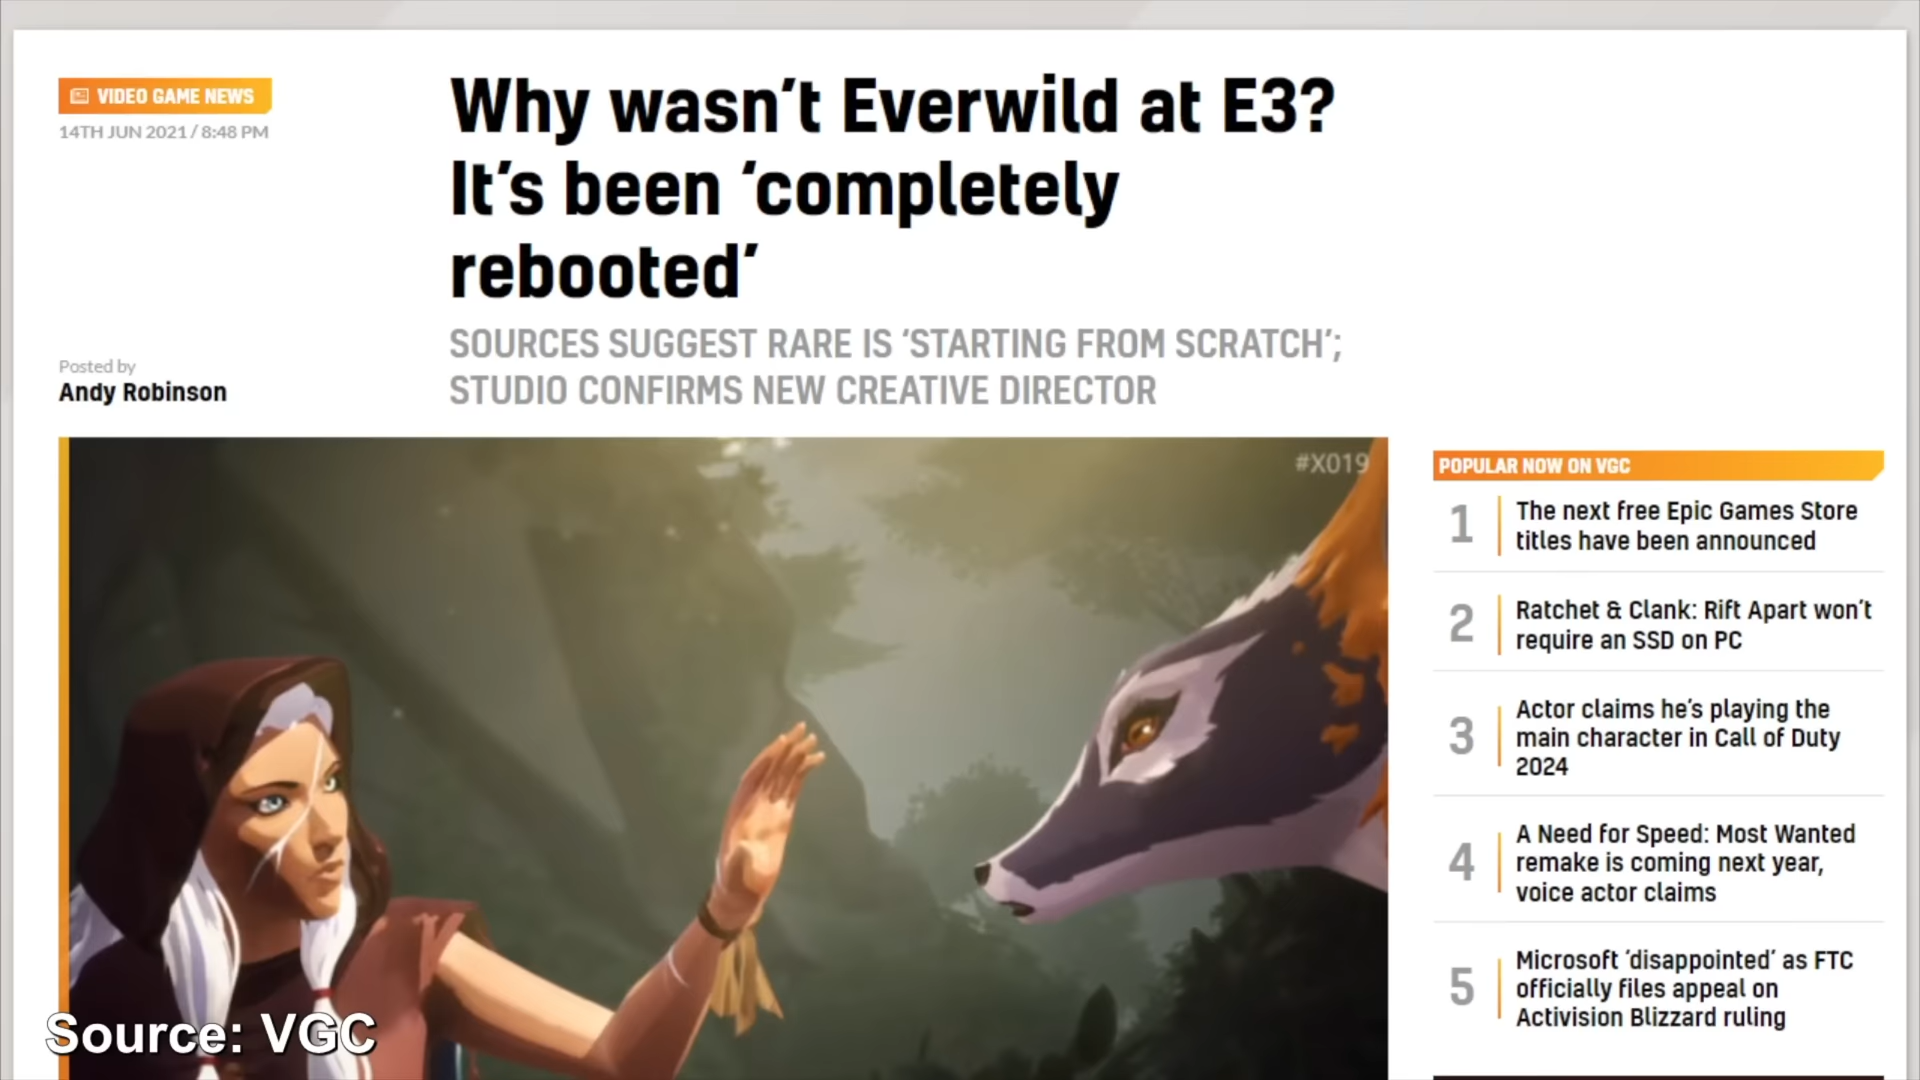 VIDEO GAME NEWS
14TH JUN 2021 / 8:48 PM
Why wasn’t Everwild at E3?
It’s been ‘completely
rebooted’
SOURCES SUGGEST RARE IS ‘STARTING FROM SCRATCH’;
STUDIO CONFIRMS NEW CREATIVE DIRECTOR
Posted by
Andy Robinson
#X019
POPULAR NOW ON VGC
1
The next free Epic Games Store
titles have been announced
2
Ratchet & Clank: Rift Apart won’t
require an SSD on PC
3
Actor claims he’s playing the
main character in Call of Duty
2024
4
A Need for Speed: Most Wanted
remake is coming next year,
voice actor claims
5
Microsoft ‘disappointed’ as FTC
officially files appeal on
Activision Blizzard ruling
Source: VGC